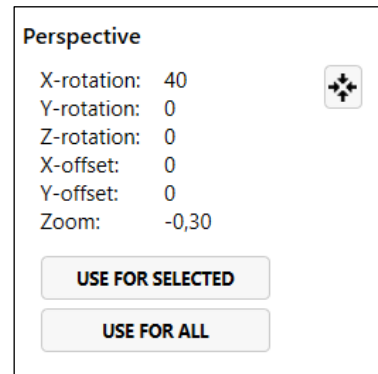 Perspective
X-rotation: 40
Y-rotation: 0
Z-rotation: 0
X-offset: 0
Y-offset: 0
Zoom: -0,30
USE FOR SELECTED
USE FOR ALL